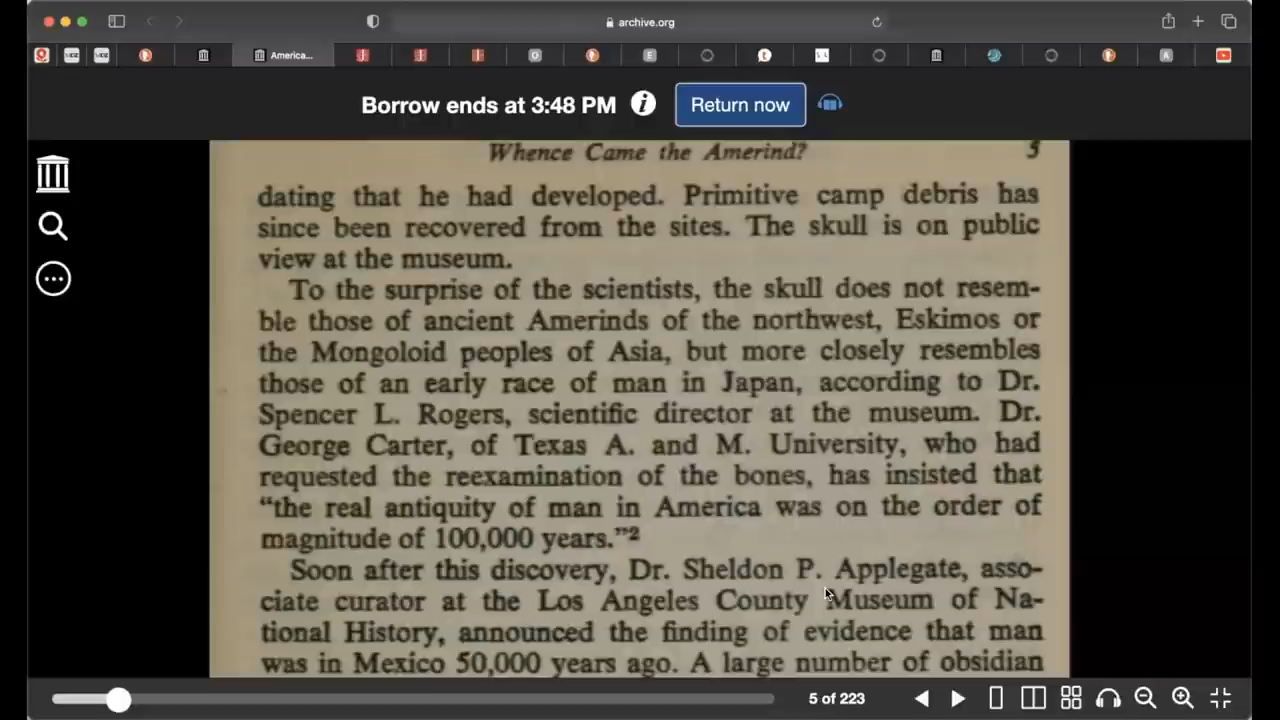 archive.org
America...
Borrow ends at 3:48 PM
Return now
Whence Came the Amerind? 5
dating that he had developed. Primitive camp debris has
since been recovered from the sites. The skull is on public
view at the museum.
To the surprise of the scientists, the skull does not resem-
ble those of ancient Amerinds of the northwest, Eskimos or
the Mongoloid peoples of Asia, but more closely resembles
those of an early race of man in Japan, according to Dr.
Spencer L. Rogers, scientific director at the museum. Dr.
George Carter, of Texas A. and M. University, who had
requested the reexamination of the bones, has insisted that
“the real antiquity of man in America was on the order of
magnitude of 100,000 years.”2
Soon after this discovery, Dr. Sheldon P. Applegate, asso-
ciate curator at the Los Angeles County Museum of Na-
tional History, announced the finding of evidence that man
was in Mexico 50,000 years ago. A large number of obsidian
5 of 223